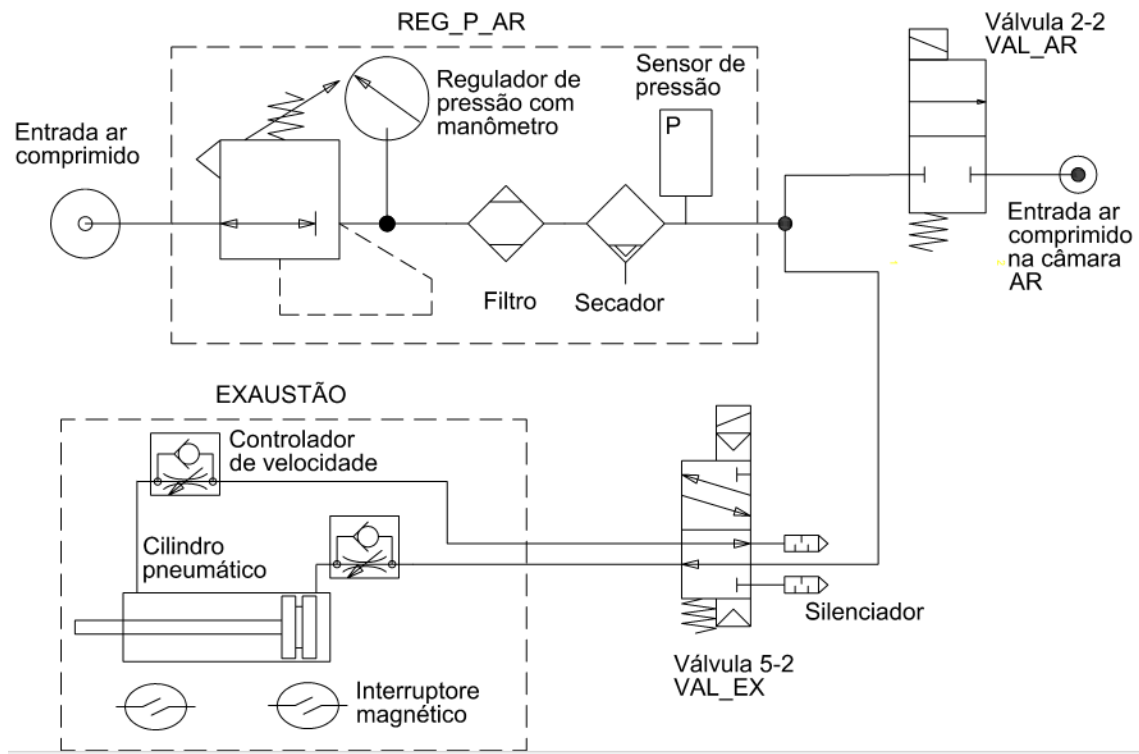 REG_P_AR
Válvula 2-2
VAL_AR
Sensor de
pressão
Regulador de
pressão com
manômetro
P
Entrada ar
comprimido
Entrada ar
comprimido
na câmara
AR
Filtro
Secador
EXAUSTÃO
Controlador
de velocidade
Cilindro
pneumático
Silenciador
Válvula 5-2
VAL_EX
Interruptore
magnético